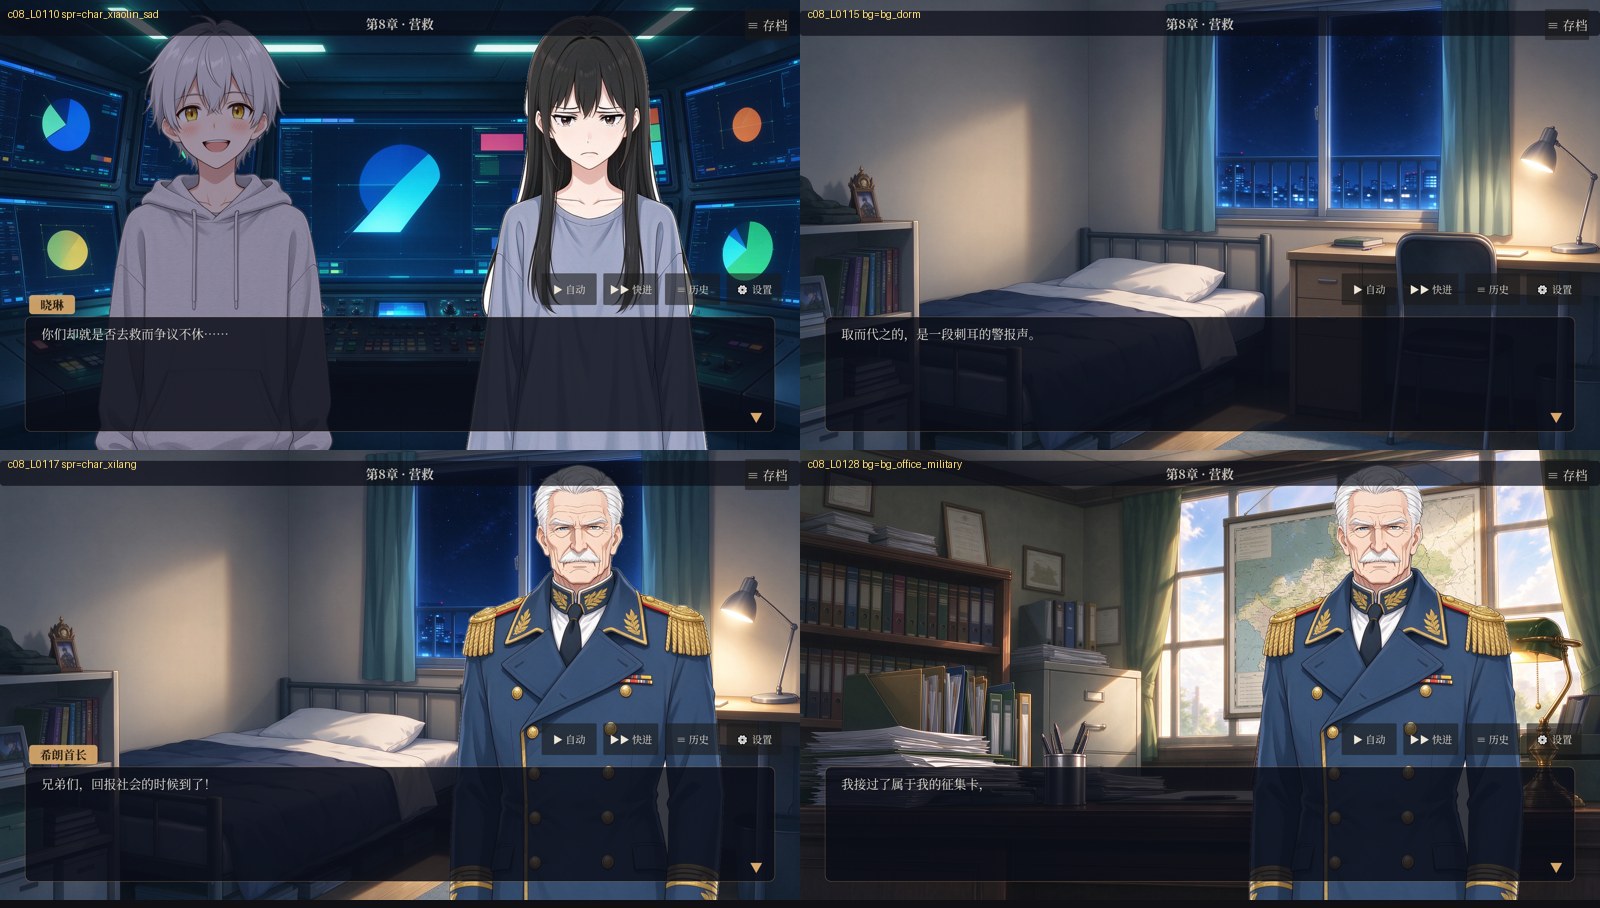 c08_L0110 spr=char_xiaolin_sad
第8章 · 营救
≡ 存档
▶ 自动
▶▶ 快进
≡ 历史
设置
晓琳
你们却就是否去救而争议不休……
c08_L0115 bg=bg_dorm
第8章 · 营救
≡ 存档
▶ 自动
▶▶ 快进
≡ 历史
设置
取而代之的，是一段刺耳的警报声。
c08_L0117 spr=char_xilang
第8章 · 营救
≡ 存档
▶ 自动
▶▶ 快进
≡ 历史
设置
希朗首长
兄弟们，回报社会的时候到了！
c08_L0128 bg=bg_office_military
第8章 · 营救
≡ 存档
▶ 自动
▶▶ 快进
≡ 历史
设置
我接过了属于我的征集卡，